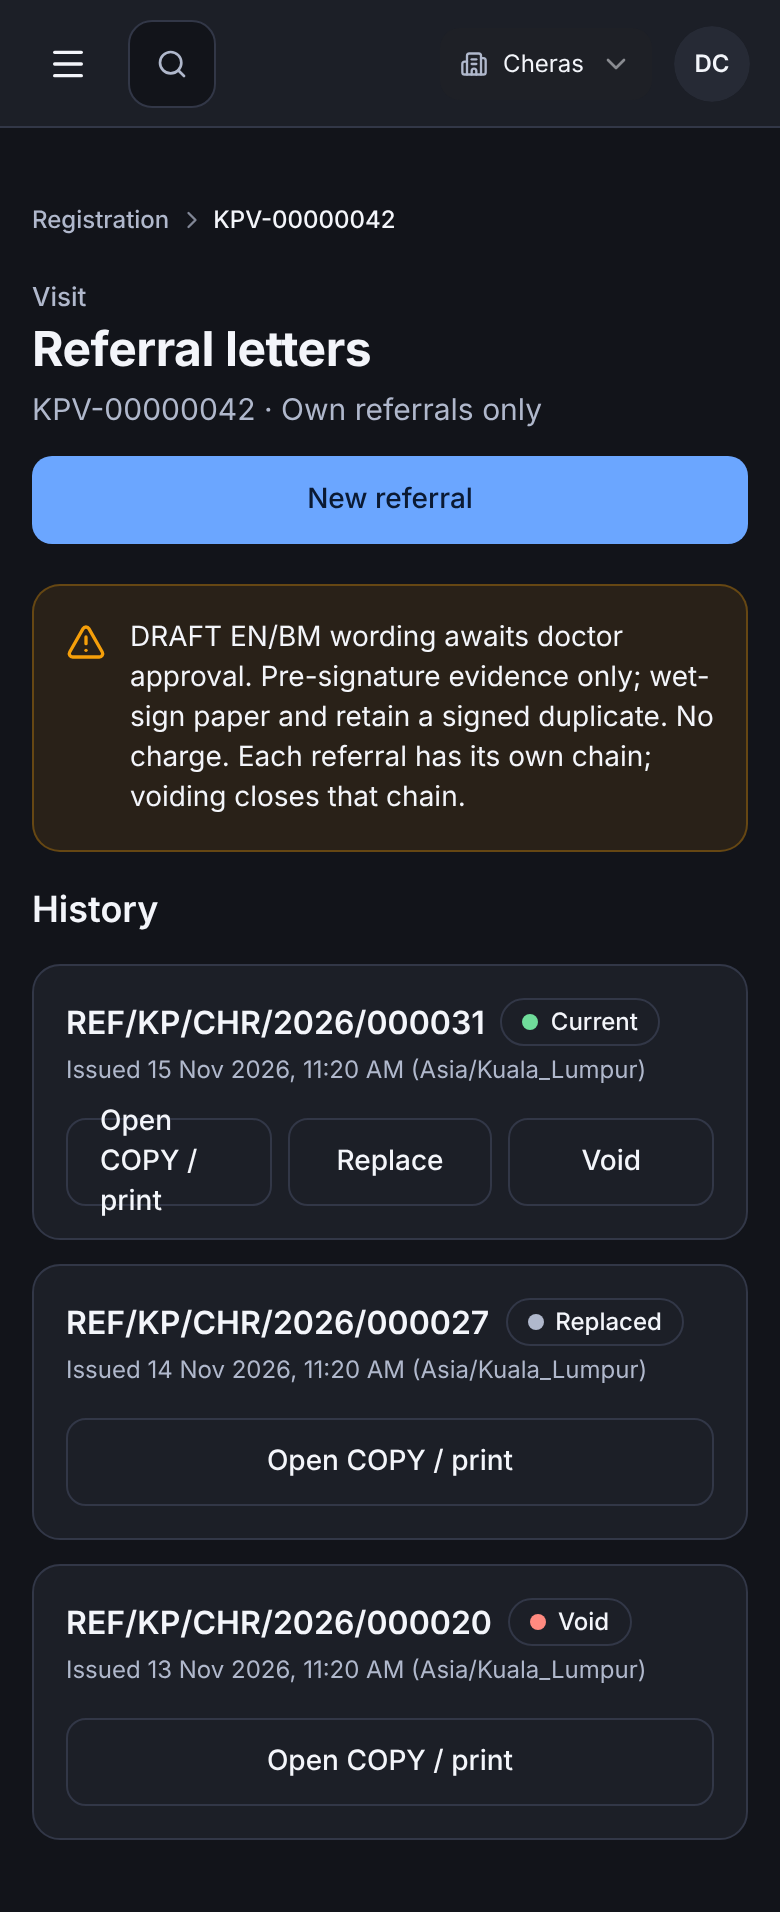 Cheras
DC
Registration > KPV-00000042
Visit
Referral letters
KPV-00000042 · Own referrals only
New referral
DRAFT EN/BM wording awaits doctor
approval. Pre-signature evidence only; wet-
sign paper and retain a signed duplicate. No
charge. Each referral has its own chain;
voiding closes that chain.
History
REF/KP/CHR/2026/000031 Current
Issued 15 Nov 2026, 11:20 AM (Asia/Kuala_Lumpur)
Open
COPY /
print
Replace
Void
REF/KP/CHR/2026/000027 Replaced
Issued 14 Nov 2026, 11:20 AM (Asia/Kuala_Lumpur)
Open COPY / print
REF/KP/CHR/2026/000020 Void
Issued 13 Nov 2026, 11:20 AM (Asia/Kuala_Lumpur)
Open COPY / print